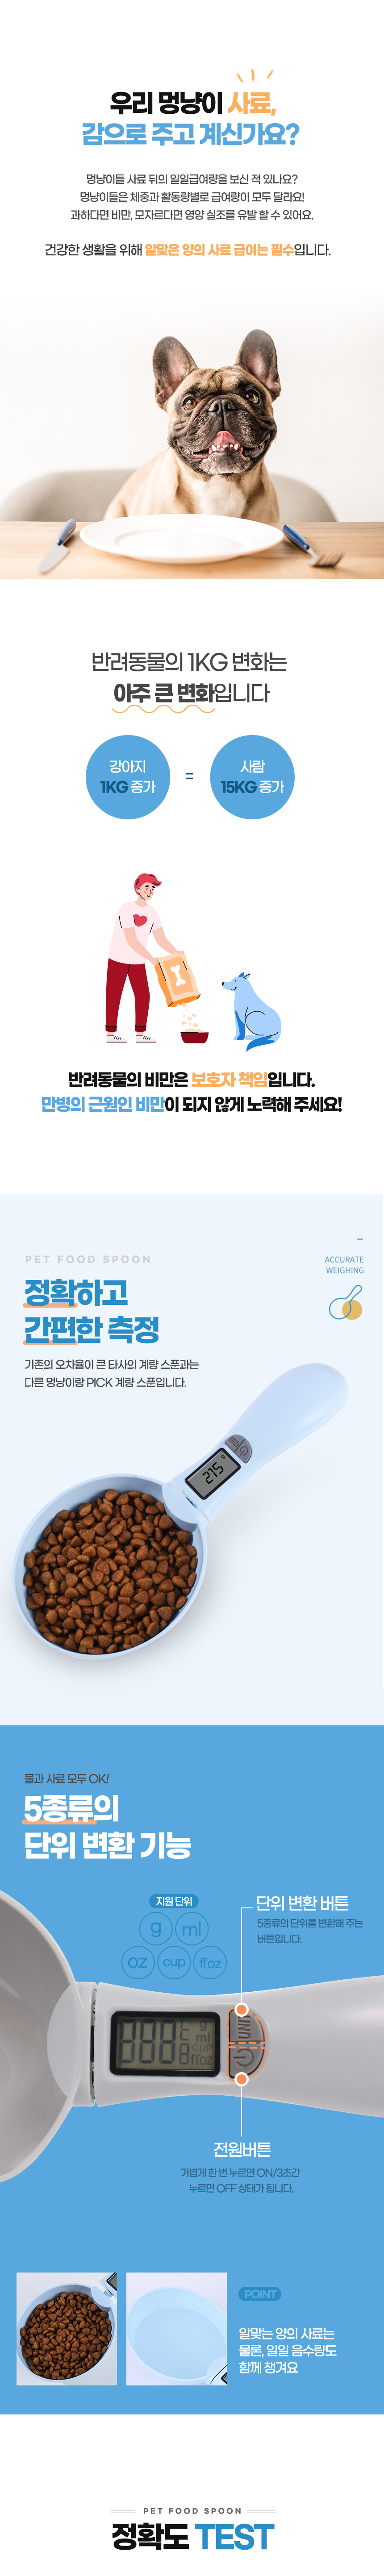 우리 멍냥이 사료,
감으로 주고 계신가요?
멍냥이들 사료 뒤의 일일급여량을 보신 적 있나요?
멍냥이들은 체중과 활동량별로 급여량이 모두 달라요!
과하다면 비만, 모자르다면 영양 실조를 유발 할 수 있어요.
건강한 생활을 위해 알맞은 양의 사료 급여는 필수입니다.
반려동물의 1KG 변화는
아주 큰 변화입니다
강아지
1KG 증가
=
사람
15KG 증가
반려동물의 비만은 보호자 책임입니다.
만병의 근원인 비만이 되지 않게 노력해 주세요!
PET FOOD SPOON
정확하고
간편한 측정
기존의 오차율이 큰 타사의 계량 스푼과는
다른 멍냥이랑 PICK 계량 스푼입니다.
ACCURATE
WEIGHING
215 g
물과 사료 모두 OK!
5종류의
단위 변환 기능
지원 단위
g
ml
oz
cup
fl'oz
단위 변환 버튼
5종류의 단위를 변환해 주는
버튼입니다.
g
ml
CUP
fl'oz
UNIT
전원버튼
가볍게 한 번 누르면 ON/3초간
누르면 OFF 상태가 됩니다.
POINT
알맞는 양의 사료는
물론, 일일 음수량도
함께 챙겨요
PET FOOD SPOON
정확도 TEST